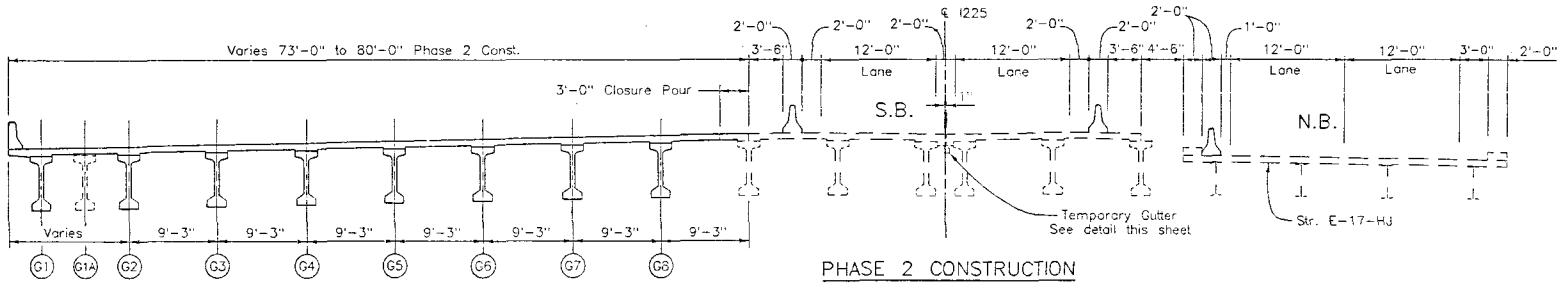 ℄ I225
2'-0" 2'-0" 2'-0" 2'-0" 2'-0" 2'-0" 1'-0"
Varies 73'-0" to 80'-0" Phase 2 Const. 3'-6" 12'-0" 12'-0" 3'-6" 4'-6" 12'-0" 12'-0" 3'-0" 2'-0"
Lane Lane Lane Lane
3'-0" Closure Pour 1"
S.B. N.B.
Temporary Gutter
See detail this sheet
Str. E-17-HJ
Varies 9'-3" 9'-3" 9'-3" 9'-3" 9'-3" 9'-3" 9'-3"
G1 G1A G2 G3 G4 G5 G6 G7 G8
PHASE 2 CONSTRUCTION